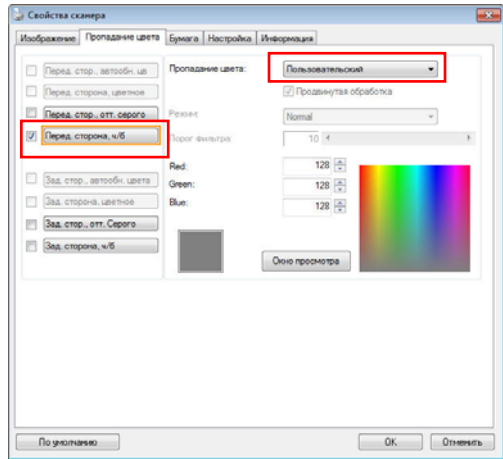 Свойства сканера
Изображение Пропадание цвета Бумага Настройка Информация
Перед. стор., автообн. цв
Перед. сторона, цветное
Перед. стор., отт. серого
Перед. сторона, ч/б
Зад. стор., автообн. цвета
Зад. сторона, цветное
Зад. стор., отт. Серого
Зад. сторона, ч/б
Пропадание цвета: Пользовательский
Продвинутая обработка
Режим: Normal
Порог Фильтра: 10
Red: 128
Green: 128
Blue: 128
Окно просмотра
По умолчанию OK Отменить